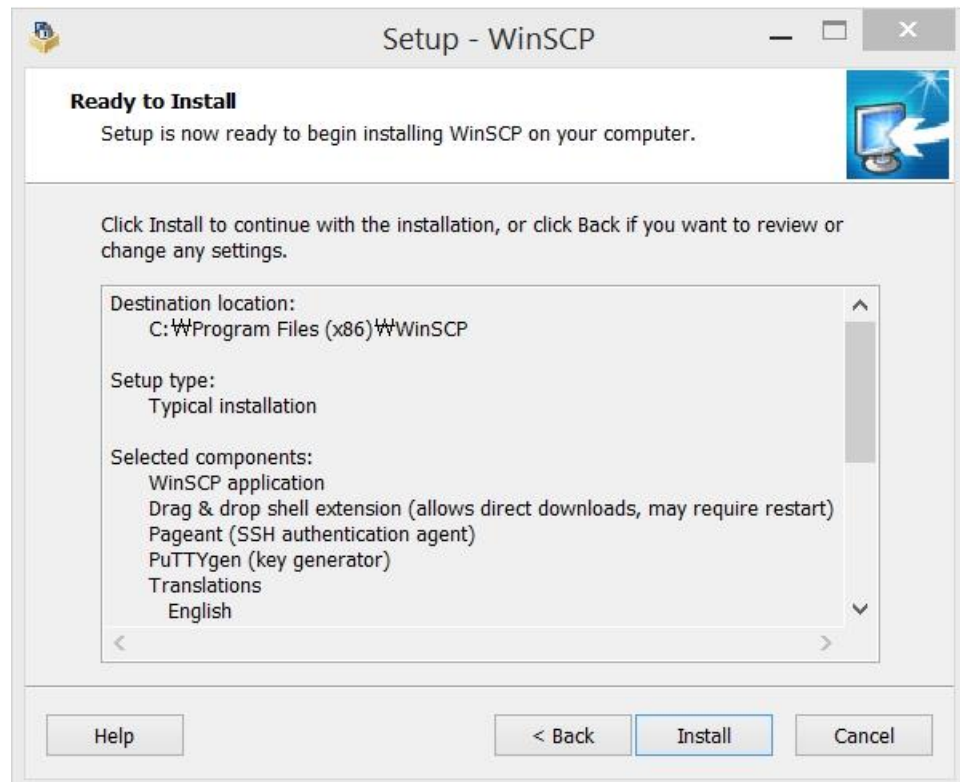 Setup - WinSCP
Ready to Install
Setup is now ready to begin installing WinSCP on your computer.
Click Install to continue with the installation, or click Back if you want to review or
change any settings.
Destination location:
C:₩Program Files (x86)₩WinSCP
Setup type:
Typical installation
Selected components:
WinSCP application
Drag & drop shell extension (allows direct downloads, may require restart)
Pageant (SSH authentication agent)
PuTTYgen (key generator)
Translations
English
Help
< Back
Install
Cancel